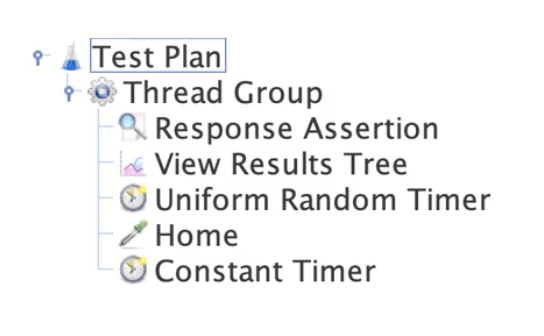 Test Plan
Thread Group
Response Assertion
View Results Tree
Uniform Random Timer
Home
Constant Timer